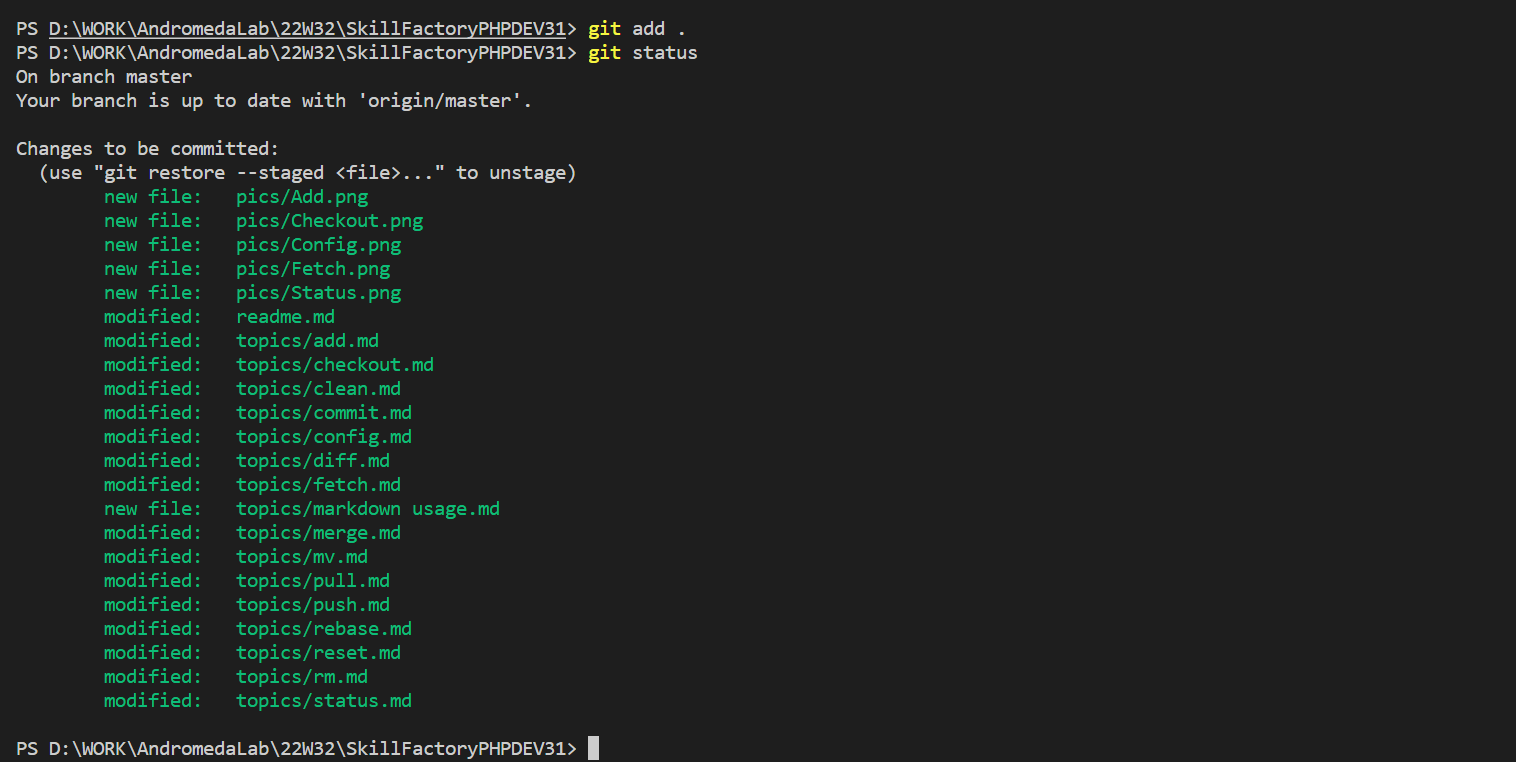 PS D:\WORK\AndromedaLab\22W32\SkillFactoryPHPDEV31> git add .
PS D:\WORK\AndromedaLab\22W32\SkillFactoryPHPDEV31> git status
On branch master
Your branch is up to date with 'origin/master'.

Changes to be committed:
  (use "git restore --staged <file>..." to unstage)
        new file:   pics/Add.png
        new file:   pics/Checkout.png
        new file:   pics/Config.png
        new file:   pics/Fetch.png
        new file:   pics/Status.png
        modified:   readme.md
        modified:   topics/add.md
        modified:   topics/checkout.md
        modified:   topics/clean.md
        modified:   topics/commit.md
        modified:   topics/config.md
        modified:   topics/diff.md
        modified:   topics/fetch.md
        new file:   topics/markdown usage.md
        modified:   topics/merge.md
        modified:   topics/mv.md
        modified:   topics/pull.md
        modified:   topics/push.md
        modified:   topics/rebase.md
        modified:   topics/reset.md
        modified:   topics/rm.md
        modified:   topics/status.md

PS D:\WORK\AndromedaLab\22W32\SkillFactoryPHPDEV31>